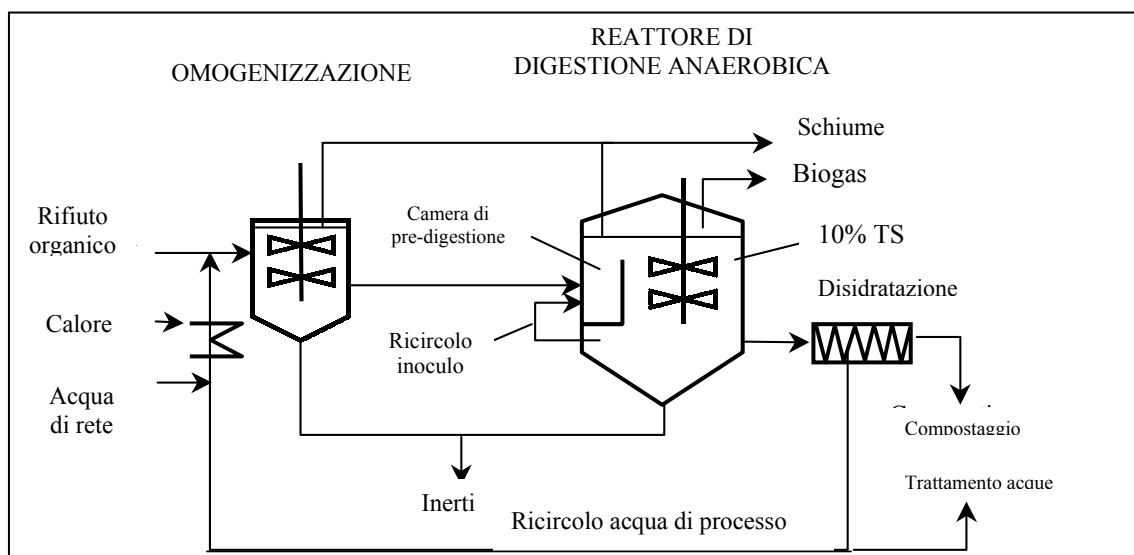 REATTORE DI
DIGESTIONE ANAEROBICA
OMOGENIZZAZIONE
Schiume
Biogas
Rifiuto
organico
Camera di
pre-digestione
10% TS
Disidratazione
Calore
Ricircolo
inoculo
Acqua
di rete
Compostaggio
Trattamento acque
Inerti
Ricircolo acqua di processo